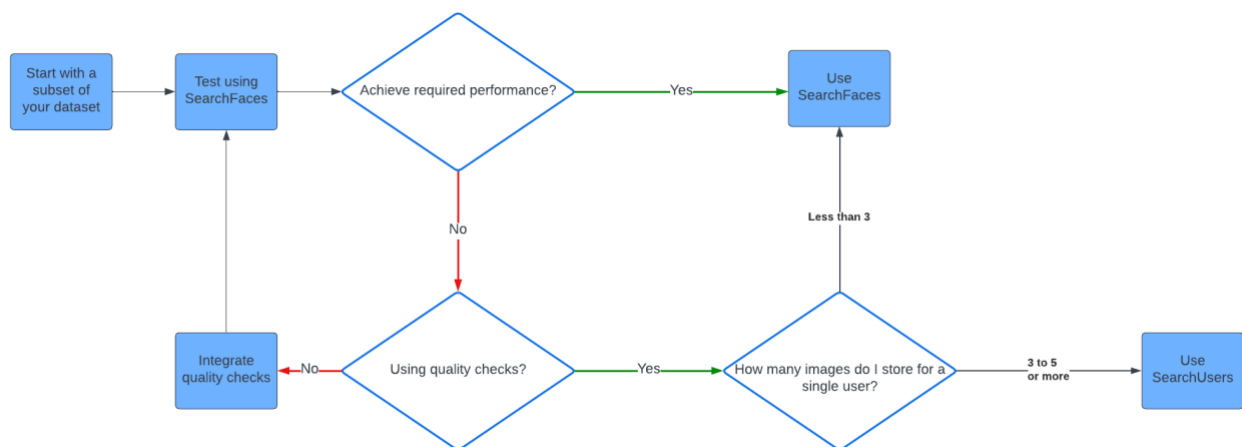 Start with a
subset of
your dataset
Test using
SearchFaces
Achieve required performance?
Yes
Use
SearchFaces
No
Less than 3
Integrate
quality checks
No
Using quality checks?
Yes
How many images do I store for a
single user?
3 to 5
or more
Use
SearchUsers